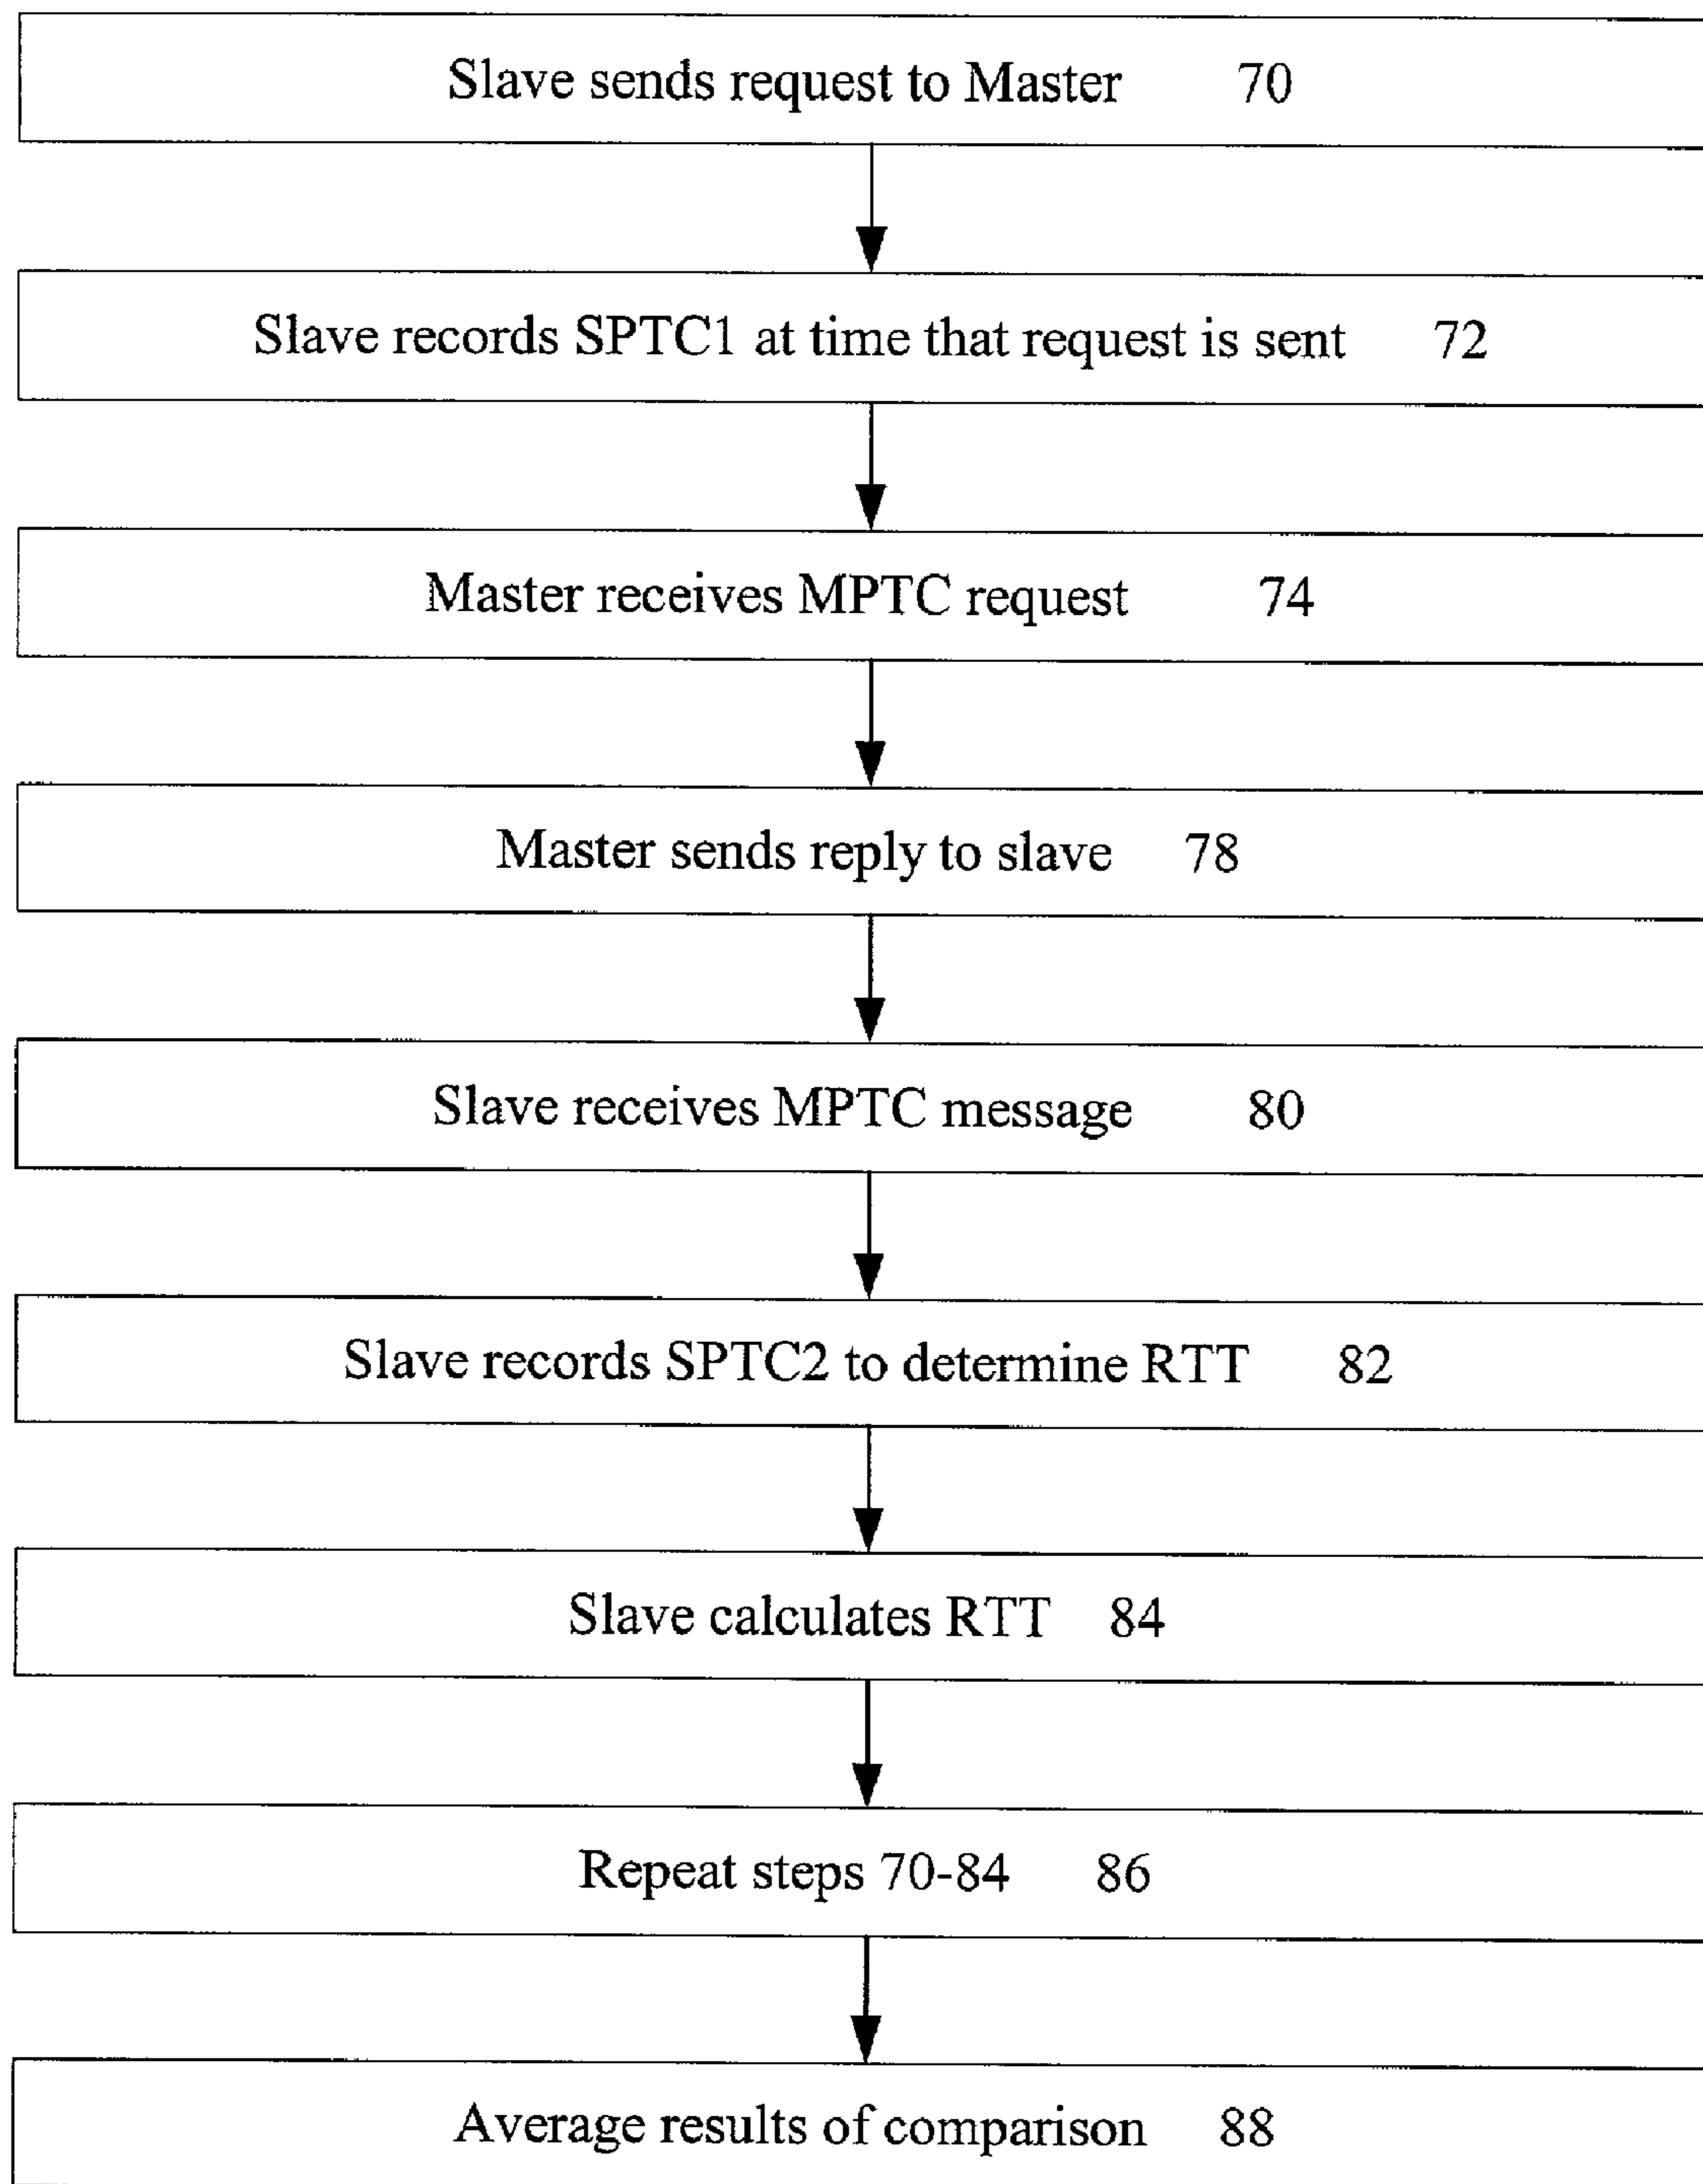 Slave sends request to Master 70
Slave records SPTC1 at time that request is sent 72
Master receives MPTC request 74
Master sends reply to slave 78
Slave receives MPTC message 80
Slave records SPTC2 to determine RTT 82
Slave calculates RTT 84
Repeat steps 70-84 86
Average results of comparison 88